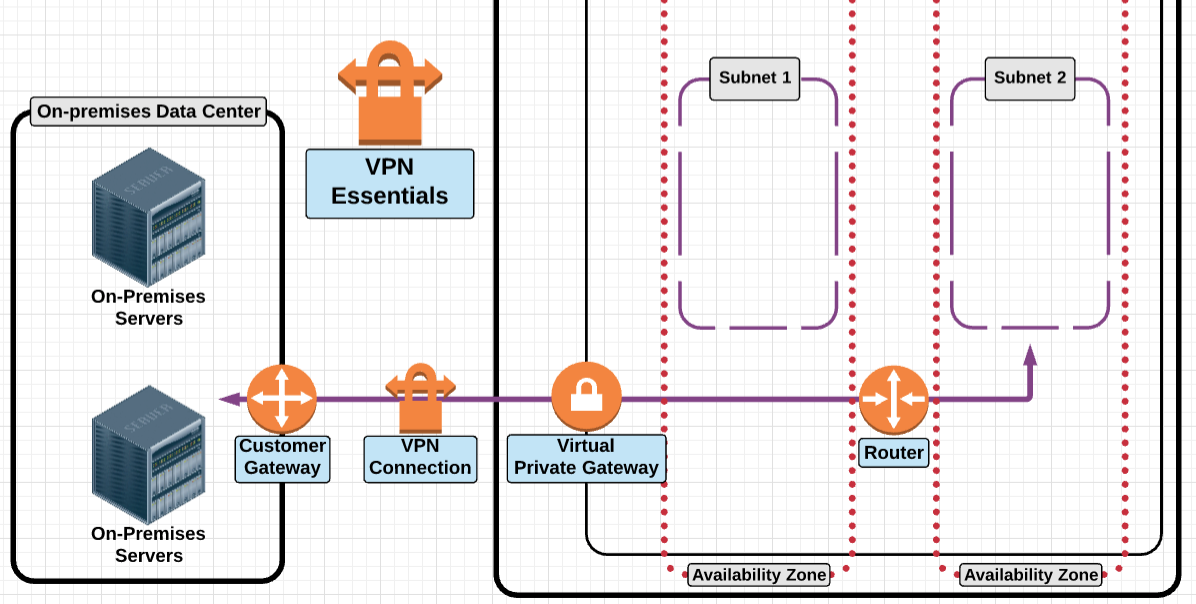 On-premises Data Center
SERVER
On-Premises
Servers
VPN
Essentials
Subnet 1
Subnet 2
SERVER
On-Premises
Servers
Customer
Gateway
VPN
Connection
Virtual
Private Gateway
Router
Availability Zone
Availability Zone